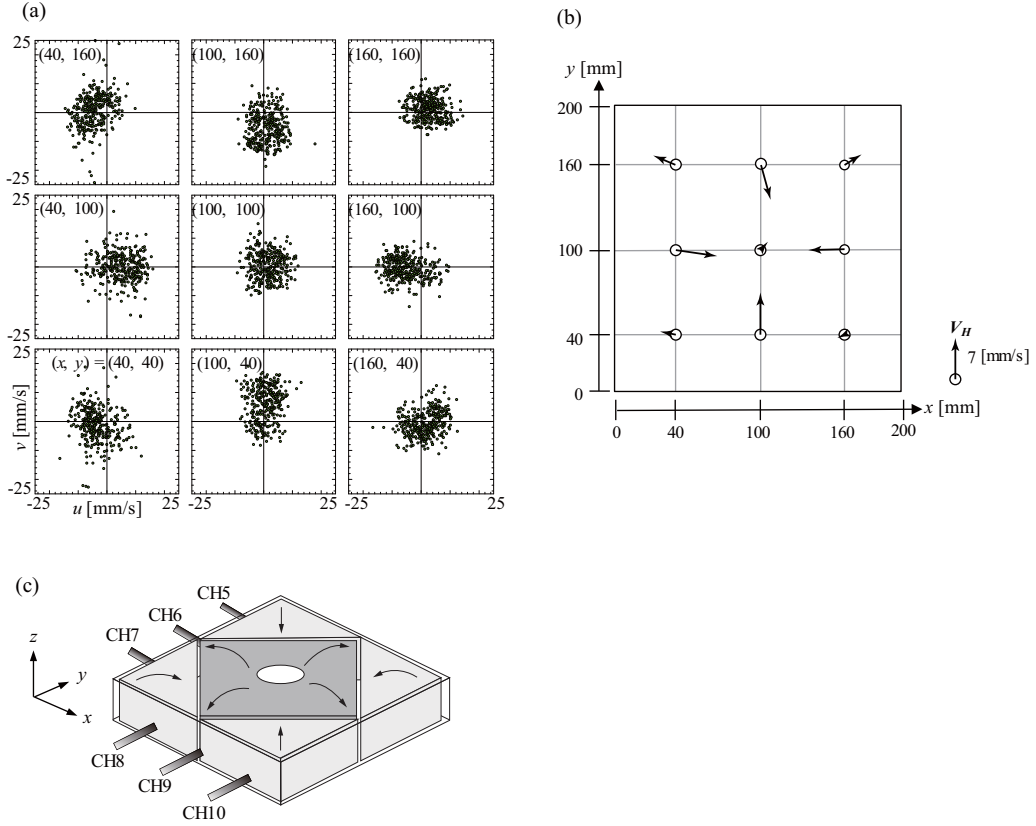 (a)
25
(40, 160)
(100, 160)
(160, 160)
-25
25
(40, 100)
(100, 100)
(160, 100)
-25
25
(x, y) = (40, 40)
(100, 40)
(160, 40)
v [mm/s]
-25
-25
25
-25
25
u [mm/s]
(b)
y [mm]
200
160
100
40
0
0
40
100
160
200
x [mm]
V_H
7 [mm/s]
(c)
CH5
CH6
CH7
z
y
x
CH8
CH9
CH10